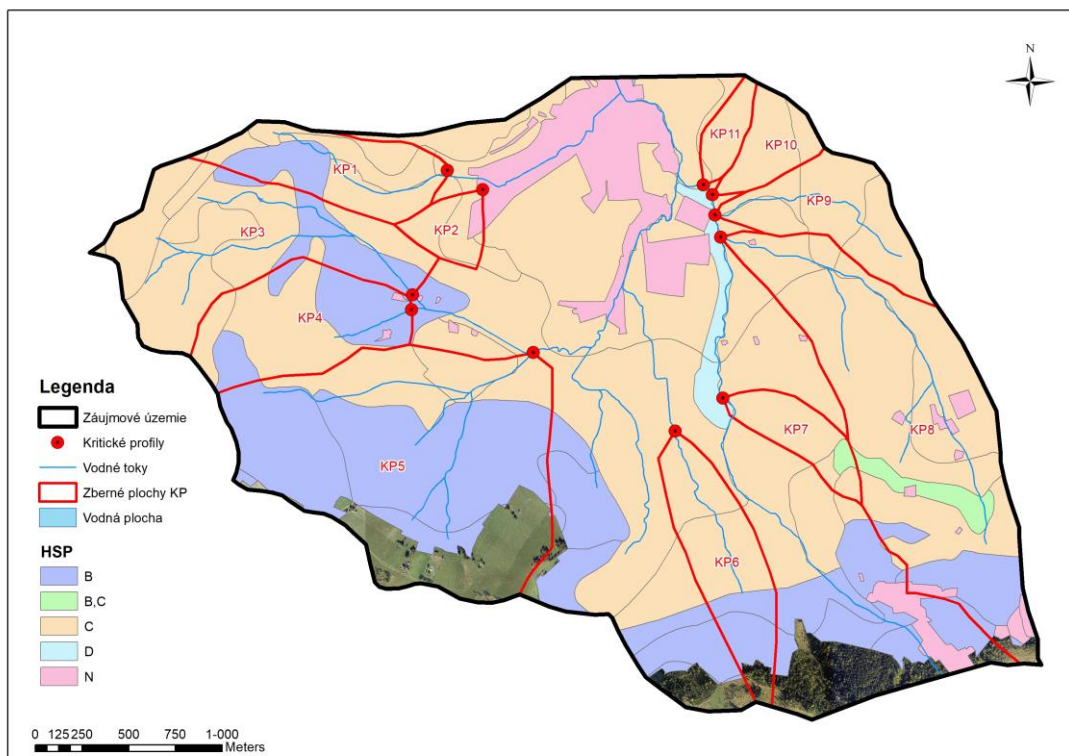 N
KP11
KP10
KP1
KP9
KP2
KP3
KP4
KP7
KP8
KP5
KP6
Legenda
Záujmové územie
Kritické profily
Vodné toky
Zberné plochy KP
Vodná plocha
HSP
B
B,C
C
D
N
0 125 250 500 750 1-000
Meters